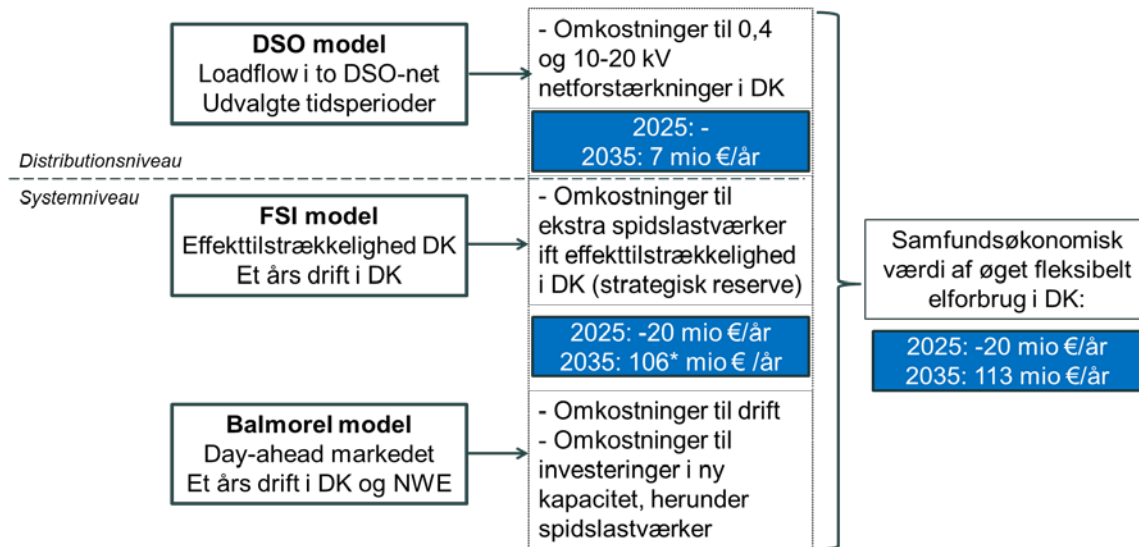 DSO model
Loadflow i to DSO-net
Udvalgte tidsperioder
- Omkostninger til 0,4
og 10-20 kV
netforstærkninger i DK
2025: -
2035: 7 mio €/år
Distributionsniveau
Systemniveau
FSI model
Effekttilstrækkelighed DK
Et års drift i DK
- Omkostninger til
ekstra spidslastværker
ift effekttilstrækkelighed
i DK (strategisk reserve)
2025: -20 mio €/år
2035: 106* mio € /år
Balmorel model
Day-ahead markedet
Et års drift i DK og NWE
- Omkostninger til drift
- Omkostninger til
investeringer i ny
kapacitet, herunder
spidslastværker
Samfundsøkonomisk
værdi af øget fleksibelt
elforbrug i DK:
2025: -20 mio €/år
2035: 113 mio €/år